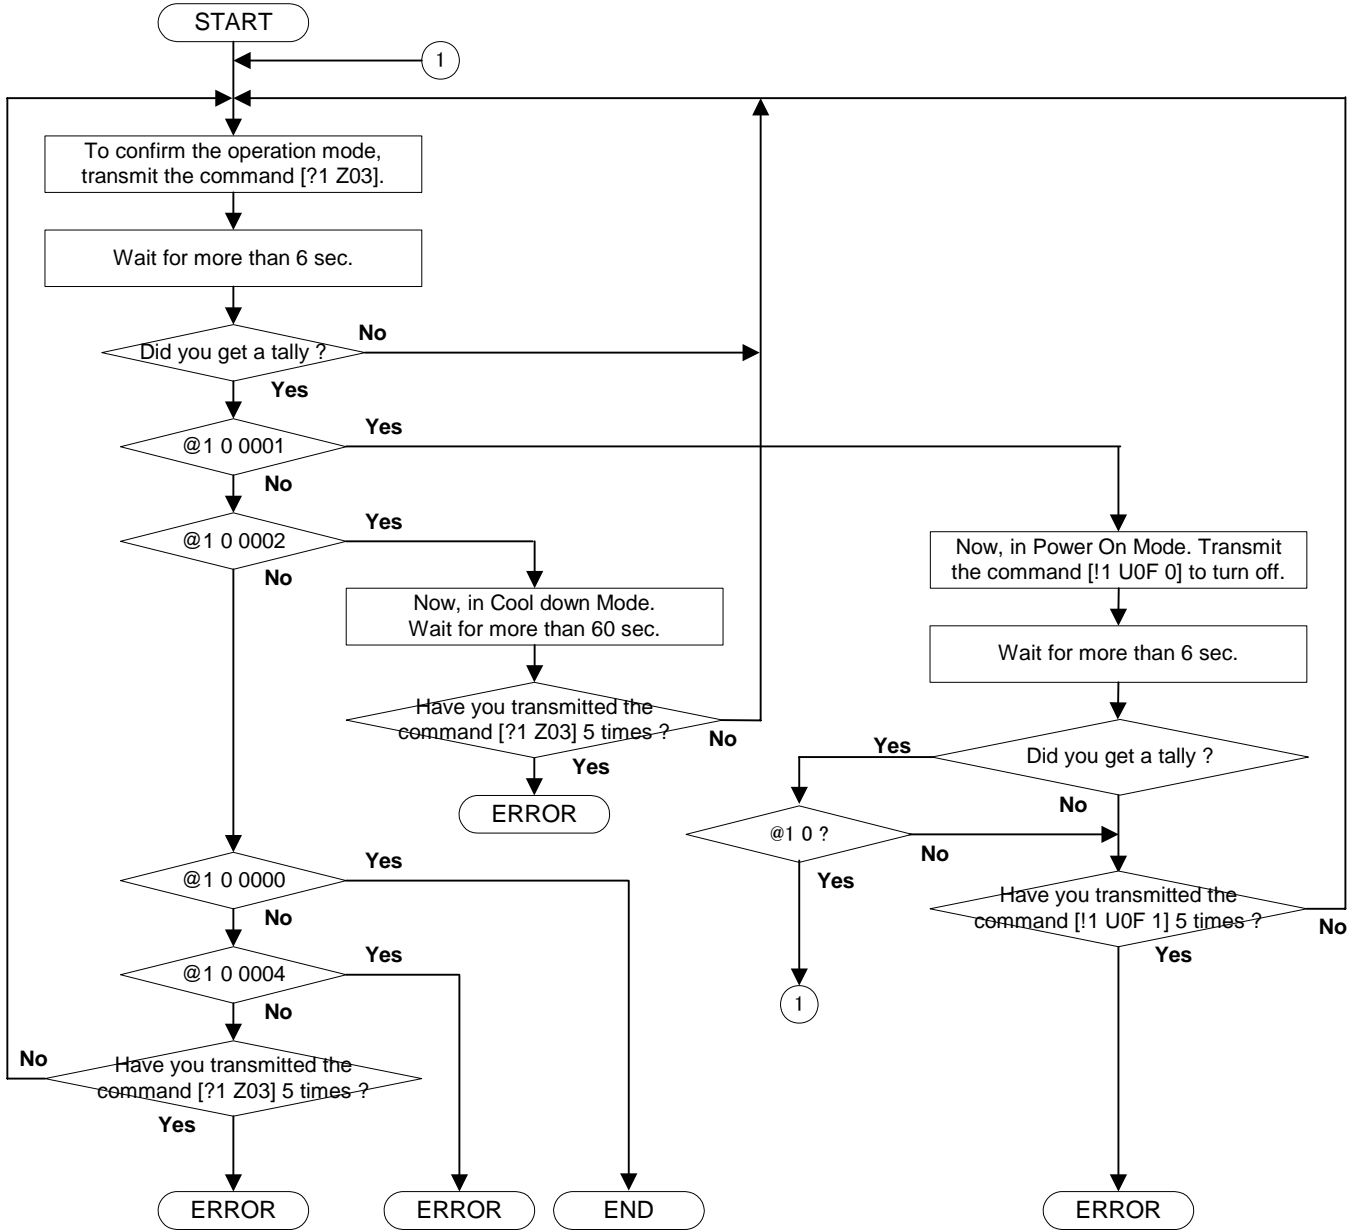 START
1
To confirm the operation mode,
transmit the command [?1 Z03].
Wait for more than 6 sec.
Did you get a tally ?
No
Yes
@1 0 0001
Yes
No
@1 0 0002
Yes
No
Now, in Cool down Mode.
Wait for more than 60 sec.
Have you transmitted the
command [?1 Z03] 5 times ?
No
Yes
ERROR
Now, in Power On Mode. Transmit
the command [!1 U0F 0] to turn off.
Wait for more than 6 sec.
Did you get a tally ?
Yes
No
@1 0 ?
No
Yes
1
Have you transmitted the
command [!1 U0F 1] 5 times ?
No
Yes
ERROR
@1 0 0000
Yes
No
@1 0 0004
Yes
No
Have you transmitted the
command [?1 Z03] 5 times ?
No
Yes
ERROR
ERROR
END